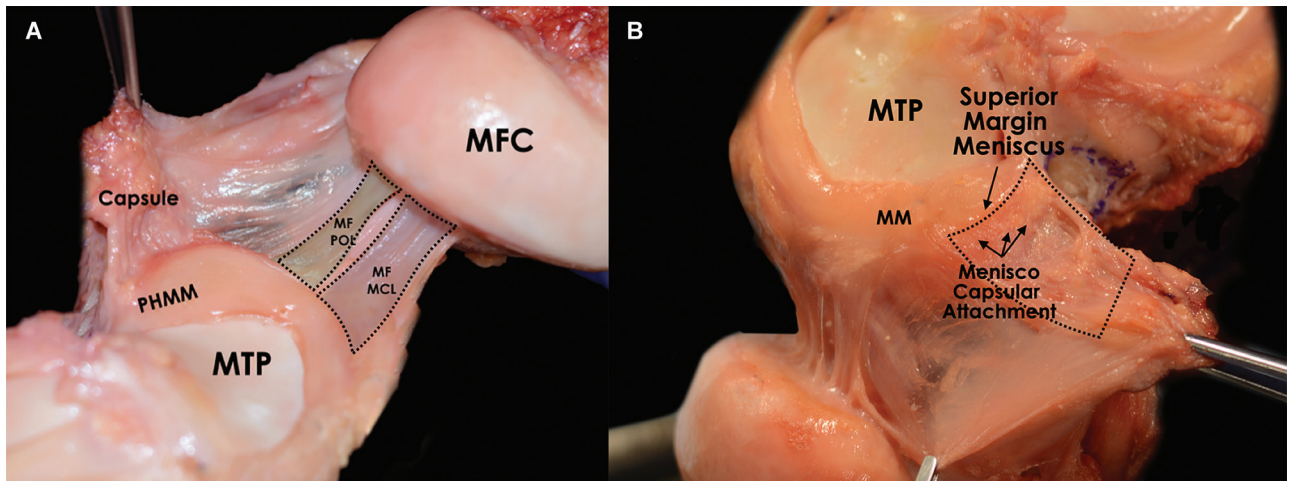 A
MFC
Capsule
MF
POL
MF
MCL
PHMM
MTP
B
MTP
Superior
Margin
Meniscus
MM
Menisco
Capsular
Attachment